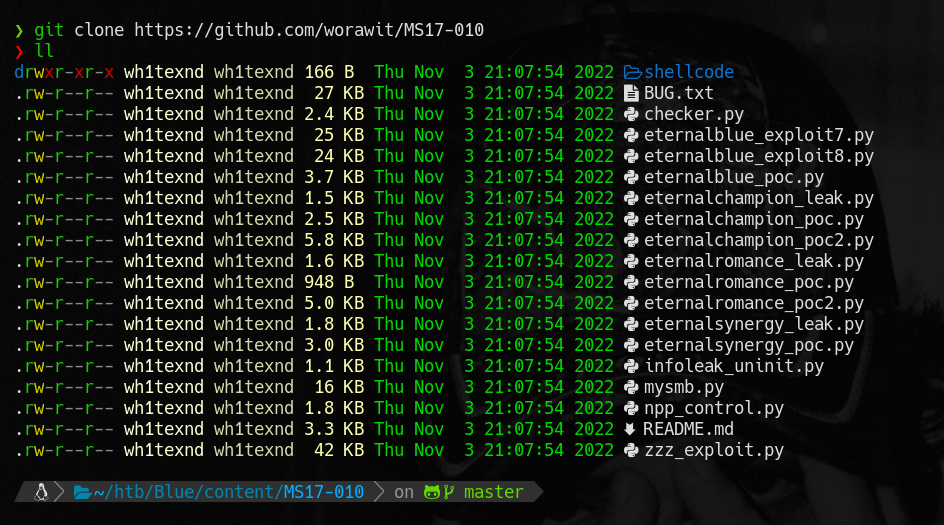 ❯ git clone https://github.com/worawit/MS17-010
❯ ll
drwxr-xr-x wh1texnd wh1texnd 166 B  Thu Nov  3 21:07:54 2022 shellcode
.rw-r--r-- wh1texnd wh1texnd  27 KB Thu Nov  3 21:07:54 2022 BUG.txt
.rw-r--r-- wh1texnd wh1texnd 2.4 KB Thu Nov  3 21:07:54 2022 checker.py
.rw-r--r-- wh1texnd wh1texnd  25 KB Thu Nov  3 21:07:54 2022 eternalblue_exploit7.py
.rw-r--r-- wh1texnd wh1texnd  24 KB Thu Nov  3 21:07:54 2022 eternalblue_exploit8.py
.rw-r--r-- wh1texnd wh1texnd 3.7 KB Thu Nov  3 21:07:54 2022 eternalblue_poc.py
.rw-r--r-- wh1texnd wh1texnd 1.5 KB Thu Nov  3 21:07:54 2022 eternalchampion_leak.py
.rw-r--r-- wh1texnd wh1texnd 2.5 KB Thu Nov  3 21:07:54 2022 eternalchampion_poc.py
.rw-r--r-- wh1texnd wh1texnd 5.8 KB Thu Nov  3 21:07:54 2022 eternalchampion_poc2.py
.rw-r--r-- wh1texnd wh1texnd 1.6 KB Thu Nov  3 21:07:54 2022 eternalromance_leak.py
.rw-r--r-- wh1texnd wh1texnd 948 B  Thu Nov  3 21:07:54 2022 eternalromance_poc.py
.rw-r--r-- wh1texnd wh1texnd 5.0 KB Thu Nov  3 21:07:54 2022 eternalromance_poc2.py
.rw-r--r-- wh1texnd wh1texnd 1.8 KB Thu Nov  3 21:07:54 2022 eternalsynergy_leak.py
.rw-r--r-- wh1texnd wh1texnd 3.0 KB Thu Nov  3 21:07:54 2022 eternalsynergy_poc.py
.rw-r--r-- wh1texnd wh1texnd 1.1 KB Thu Nov  3 21:07:54 2022 infoleak_uninit.py
.rw-r--r-- wh1texnd wh1texnd  16 KB Thu Nov  3 21:07:54 2022 mysmb.py
.rw-r--r-- wh1texnd wh1texnd 1.8 KB Thu Nov  3 21:07:54 2022 npp_control.py
.rw-r--r-- wh1texnd wh1texnd 3.3 KB Thu Nov  3 21:07:54 2022 README.md
.rw-r--r-- wh1texnd wh1texnd  42 KB Thu Nov  3 21:07:54 2022 zzz_exploit.py
~/htb/Blue/content/MS17-010 on master